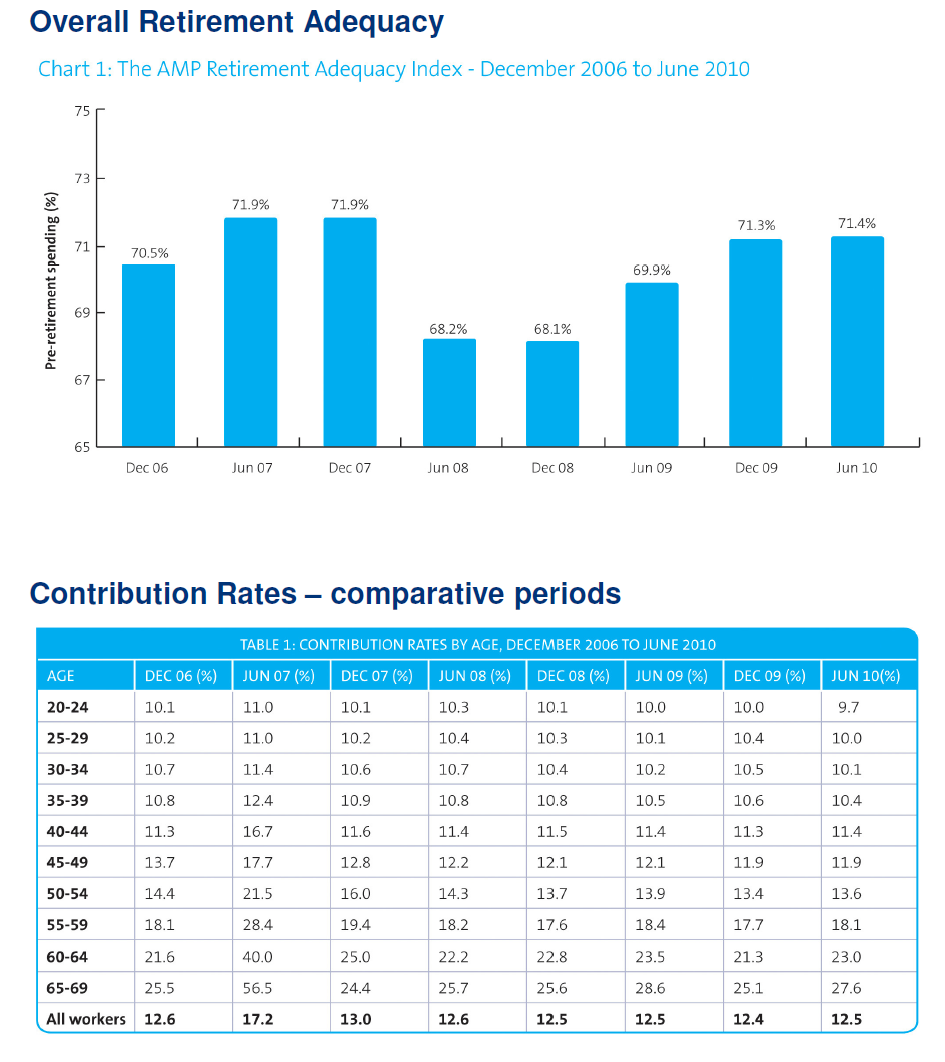 Overall Retirement Adequacy
Chart 1: The AMP Retirement Adequacy Index - December 2006 to June 2010
Pre-retirement spending (%)
75
73
71
69
67
65
70.5%
71.9%
71.9%
68.2%
68.1%
69.9%
71.3%
71.4%
Dec 06 Jun 07 Dec 07 Jun 08 Dec 08 Jun 09 Dec 09 Jun 10
Contribution Rates – comparative periods
TABLE 1: CONTRIBUTION RATES BY AGE, DECEMBER 2006 TO JUNE 2010
AGE DEC 06 (%) JUN 07 (%) DEC 07 (%) JUN 08 (%) DEC 08 (%) JUN 09 (%) DEC 09 (%) JUN 10(%)
20-24 10.1 11.0 10.1 10.3 10.1 10.0 10.0 9.7
25-29 10.2 11.0 10.2 10.4 10.3 10.1 10.4 10.0
30-34 10.7 11.4 10.6 10.7 10.4 10.2 10.5 10.1
35-39 10.8 12.4 10.9 10.8 10.8 10.5 10.6 10.4
40-44 11.3 16.7 11.6 11.4 11.5 11.4 11.3 11.4
45-49 13.7 17.7 12.8 12.2 12.1 12.1 11.9 11.9
50-54 14.4 21.5 16.0 14.3 13.7 13.9 13.4 13.6
55-59 18.1 28.4 19.4 18.2 17.6 18.4 17.7 18.1
60-64 21.6 40.0 25.0 22.2 22.8 23.5 21.3 23.0
65-69 25.5 56.5 24.4 25.7 25.6 28.6 25.1 27.6
All workers 12.6 17.2 13.0 12.6 12.5 12.5 12.4 12.5